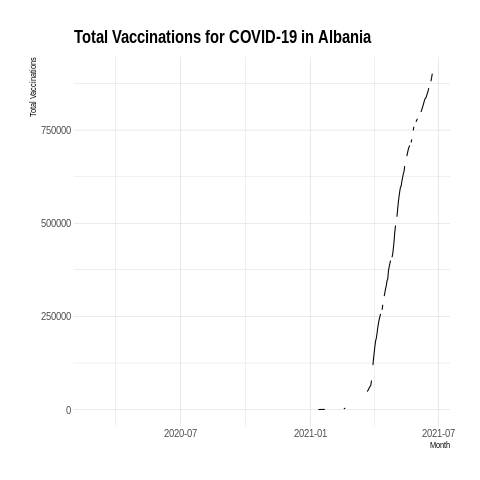 Total Vaccinations for COVID-19 in Albania
Total Vaccinations
750000
500000
250000
0
2020-07
2021-01
2021-07
Month